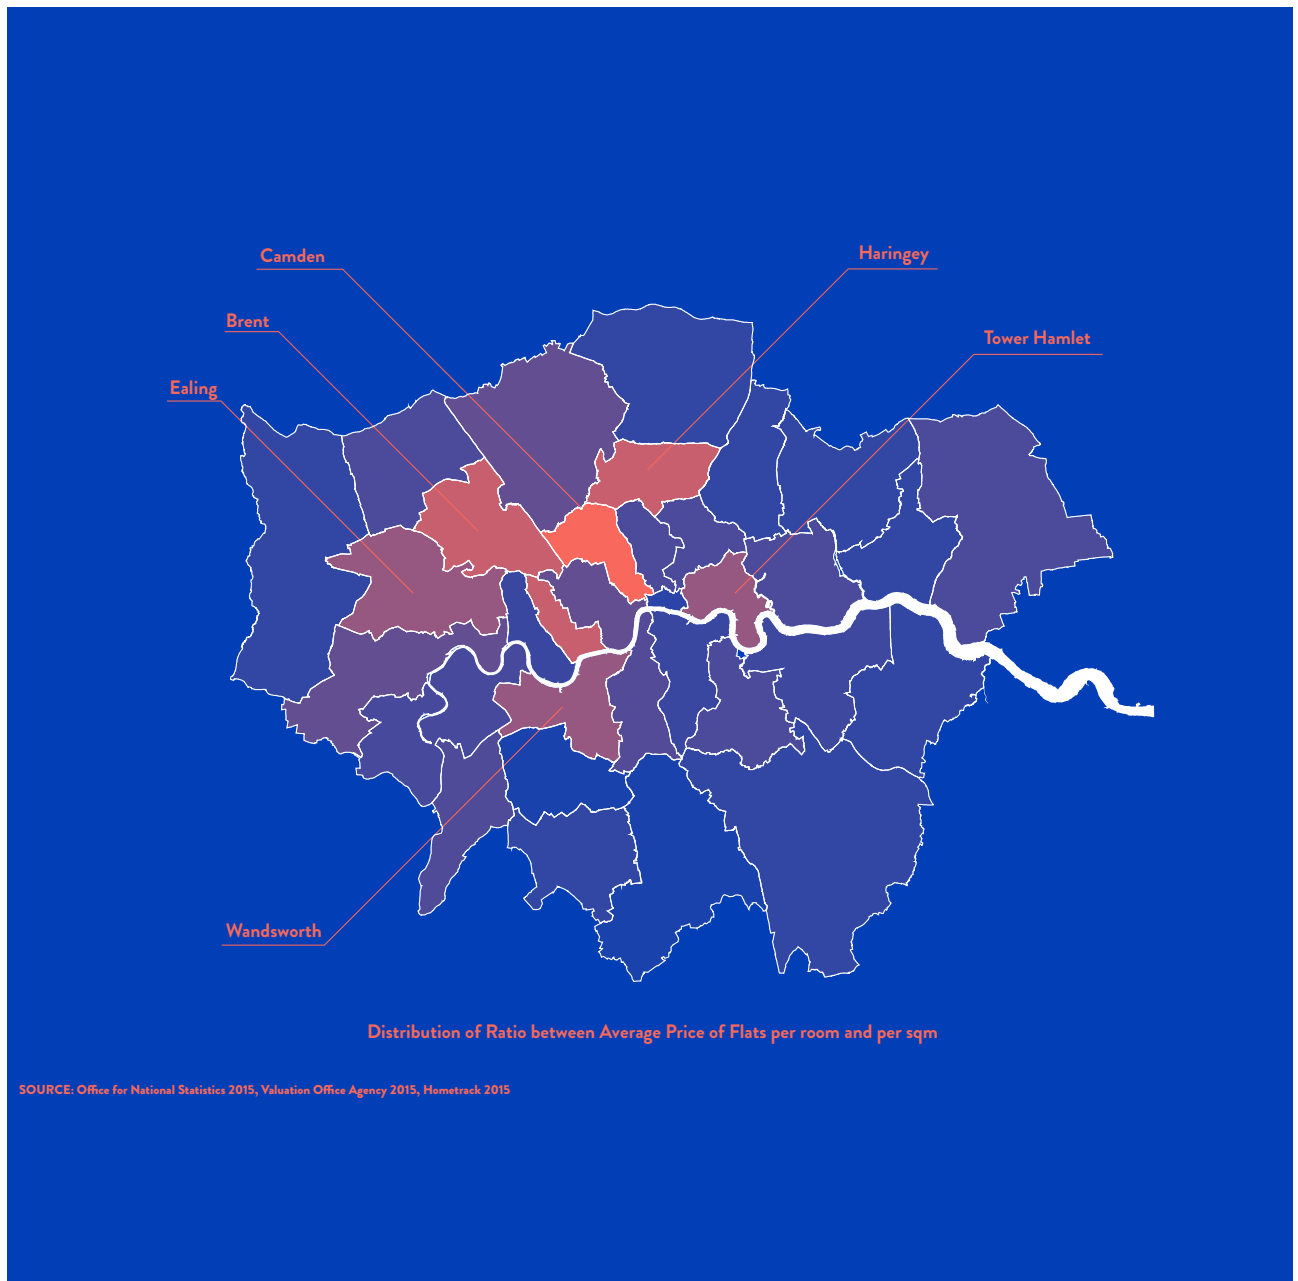 Camden
Haringey
Brent
Tower Hamlet
Ealing
Wandsworth
Distribution of Ratio between Average Price of Flats per room and per sqm
SOURCE: Office for National Statistics 2015, Valuation Office Agency 2015, Hometrack 2015